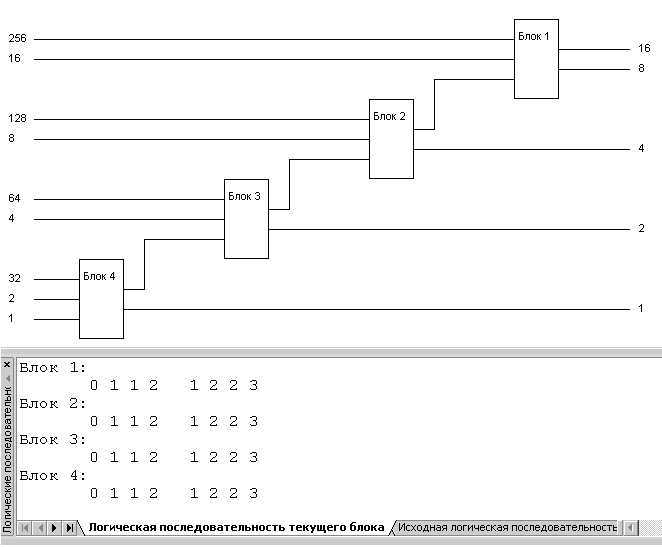 Блок 1
256
16
16
8
Блок 2
128
8
4
Блок 3
64
4
2
Блок 4
32
2
1
1
Блок 1:
0 1 1 2 1 2 2 3
Блок 2:
0 1 1 2 1 2 2 3
Блок 3:
0 1 1 2 1 2 2 3
Блок 4:
0 1 1 2 1 2 2 3
Логические
Логическая последовательность текущего блока
Исходная логическая последовательность